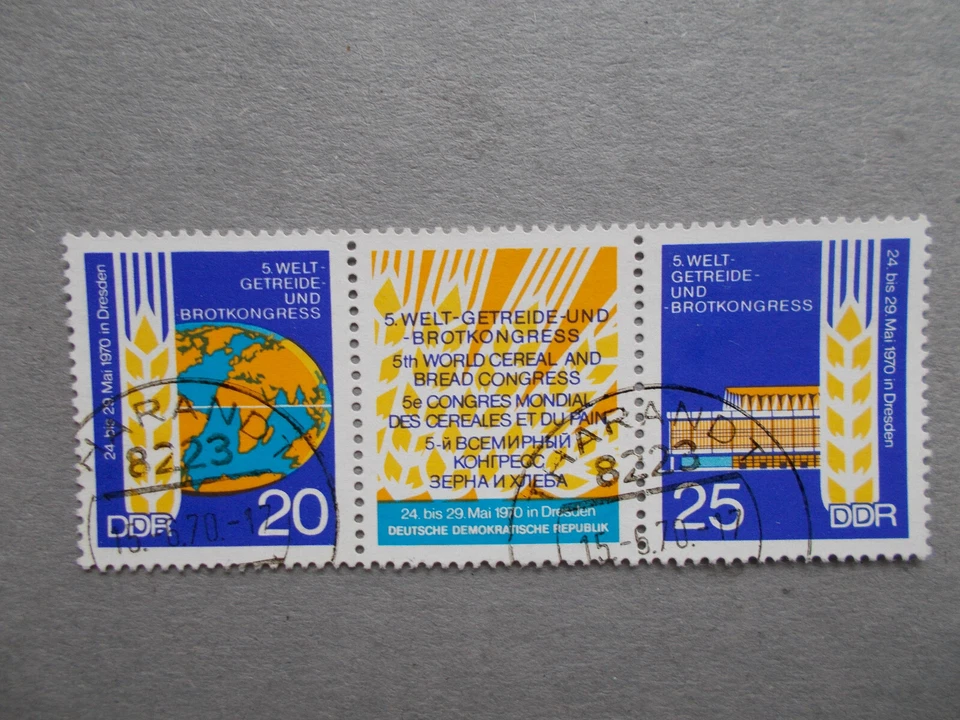 24. bis 29. Mai 1970 in Dresden
5. WELT-
GETREIDE-
UND
-BROTKONGRESS
DDR
20
5. WELT-GETREIDE-UND
-BROTKONGRESS
5th WORLD CEREAL AND
BREAD CONGRESS
5e CONGRES MONDIAL
DES CEREALES ET DU PAIN
5-й ВСЕМИРНЫЙ
КОНГРЕСС
ЗЕРНА И ХЛЕБА
24. bis 29. Mai 1970 in Dresden
DEUTSCHE DEMOKRATISCHE REPUBLIK
5. WELT-
GETREIDE-
UND
-BROTKONGRESS
24. bis 29. Mai 1970 in Dresden
25
DDR
THARANDT
8223
15.-6.70.-17
THARANDT
8223
15.-6.70.-17